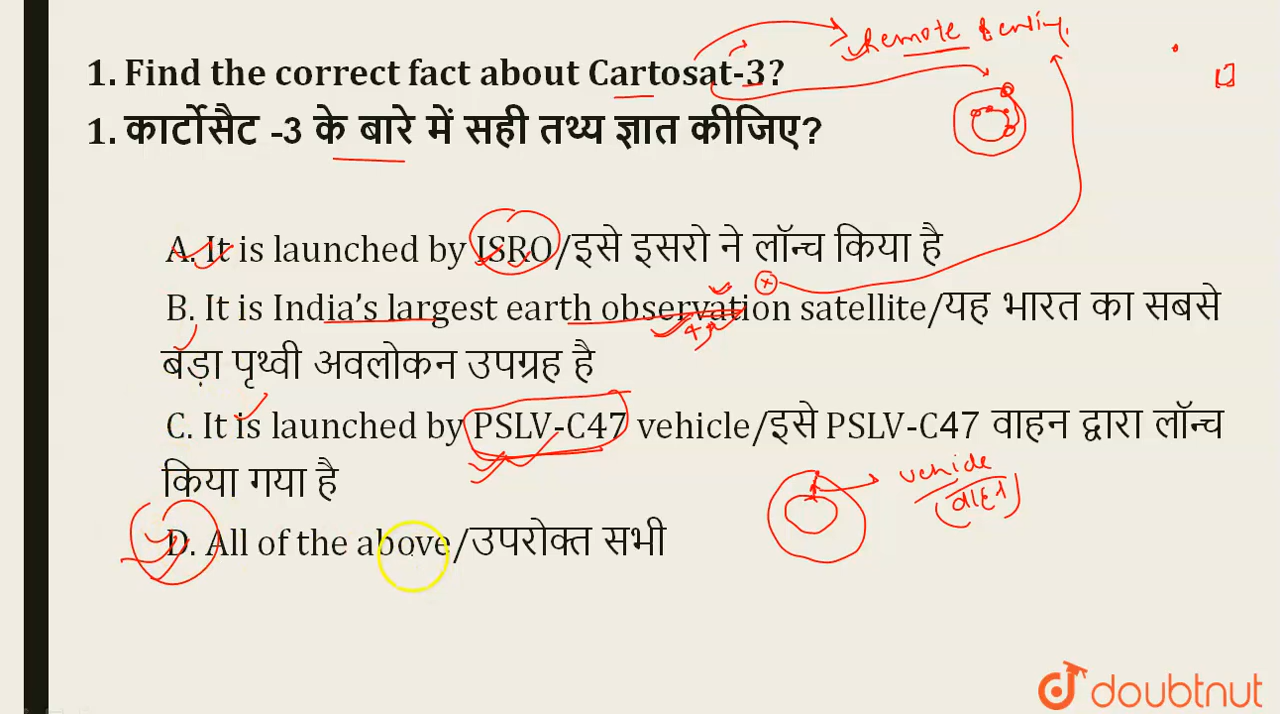 Remote Sensing.
1. Find the correct fact about Cartosat-3?
1. कार्टोसैट -3 के बारे में सही तथ्य ज्ञात कीजिए?
A. It is launched by ISRO/इसे इसरो ने लॉन्च किया है
B. It is India's largest earth observation satellite/यह भारत का सबसे
बड़ा पृथ्वी अवलोकन उपग्रह है
C. It is launched by PSLV-C47 vehicle/इसे PSLV-C47 वाहन द्वारा लॉन्च
किया गया है
vehicle
(वाहन)
D. All of the above/उपरोक्त सभी
doubtnut